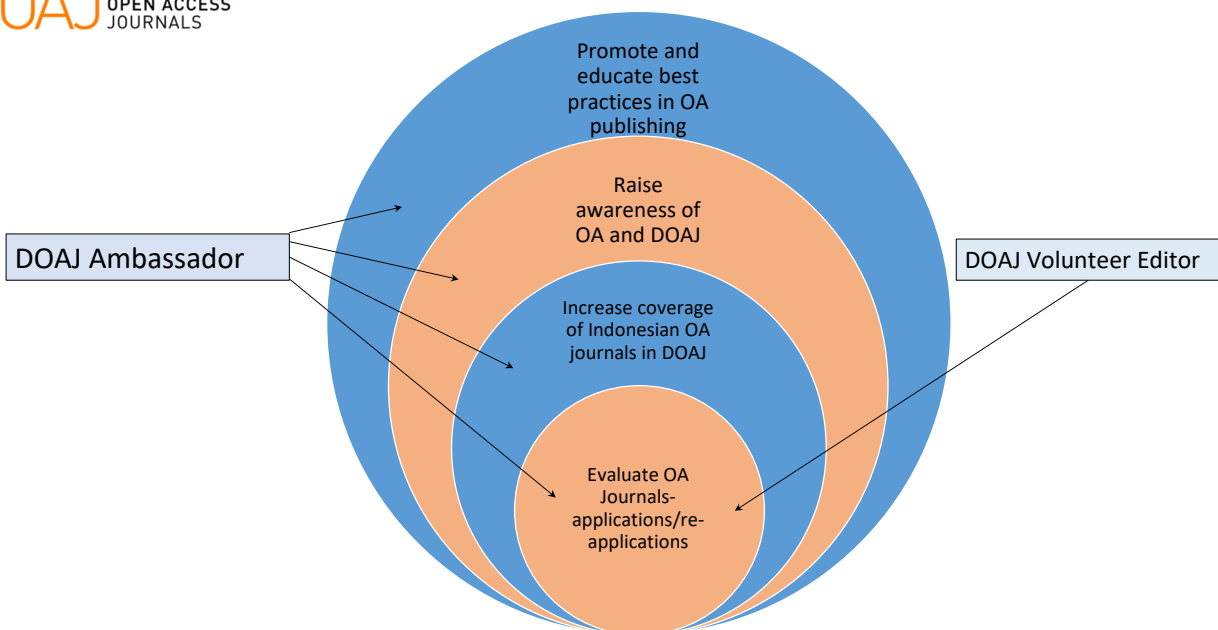 OAJ
OPEN ACCESS
JOURNALS
Promote and
educate best
practices in OA
publishing
Raise
awareness of
OA and DOAJ
DOAJ Ambassador
DOAJ Volunteer Editor
Increase coverage
of Indonesian OA
journals in DOAJ
Evaluate OA
Journals-
applications/re-
applications